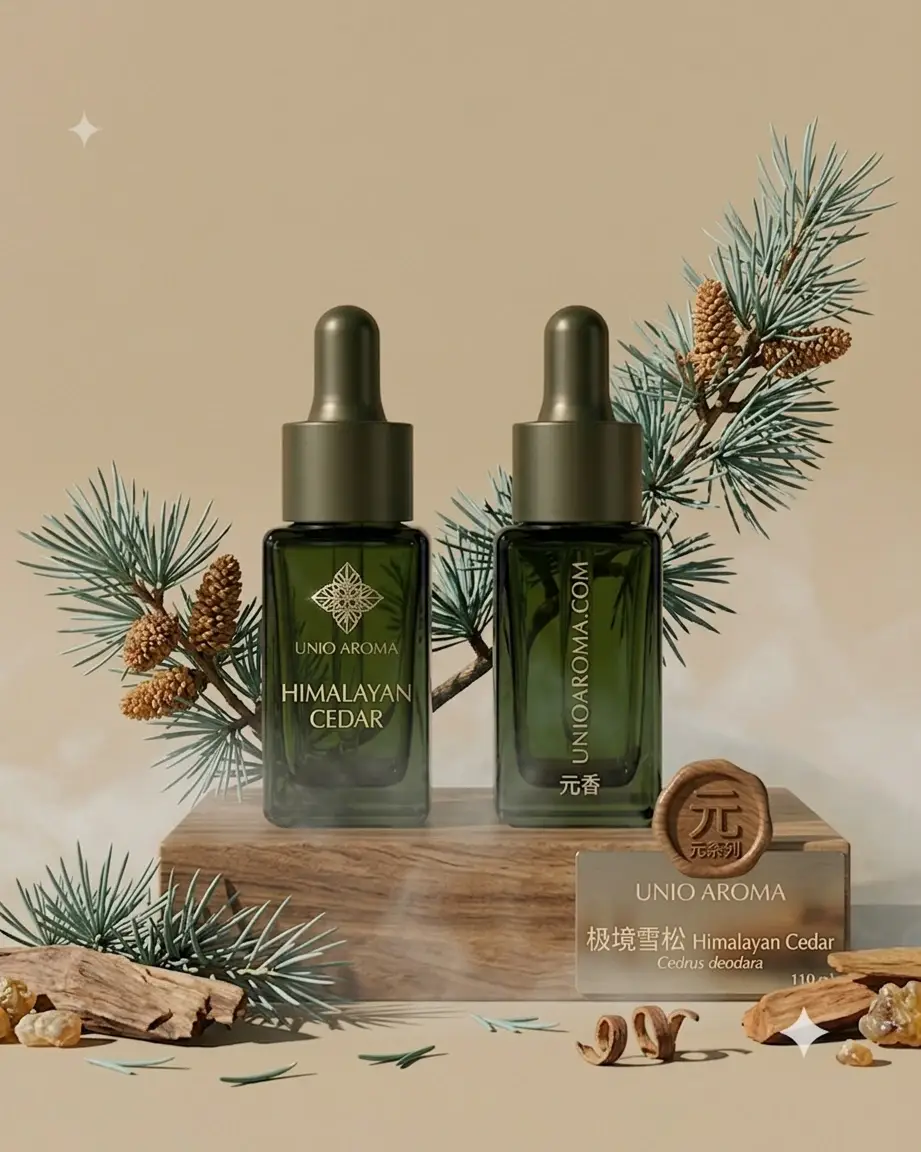 UNIO AROMA
HIMALAYAN
CEDAR
UNIOAROMA.COM
元香
元
元系列
UNIO AROMA
极境雪松 Himalayan Cedar
Cedrus deodara